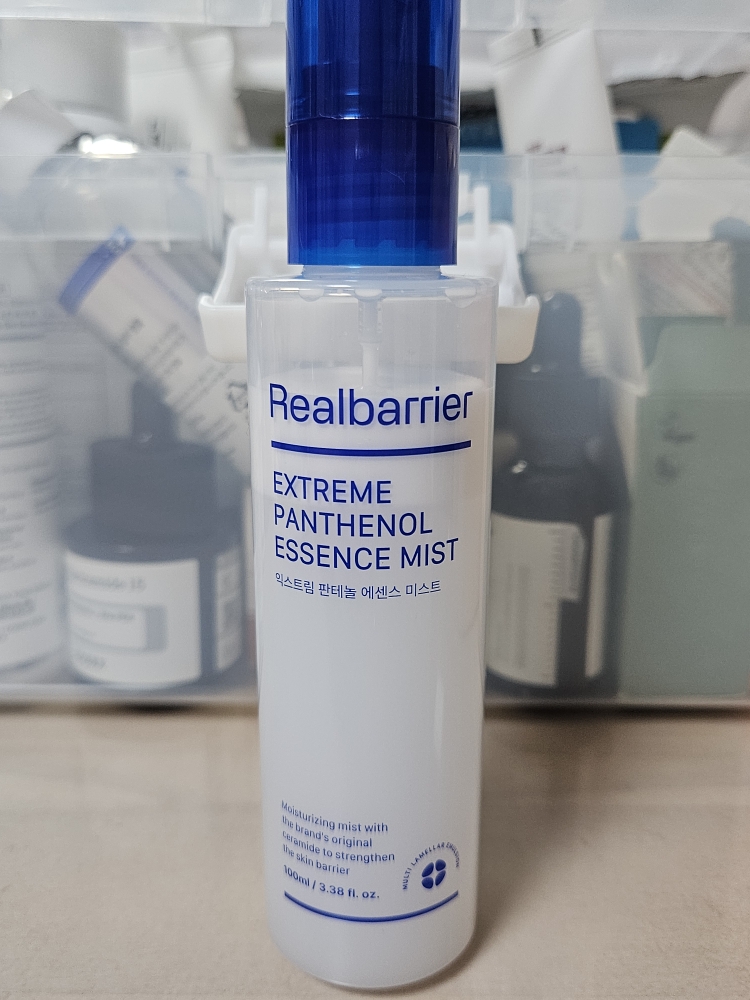 Realbarrier
EXTREME
PANTHENOL
ESSENCE MIST
익스트림 판테놀 에센스 미스트
Moisturizing mist with
the brand's original
ceramide to strengthen
the skin barrier
100ml / 3.38 fl. oz.
MULTI LAMELLAR EMULSION